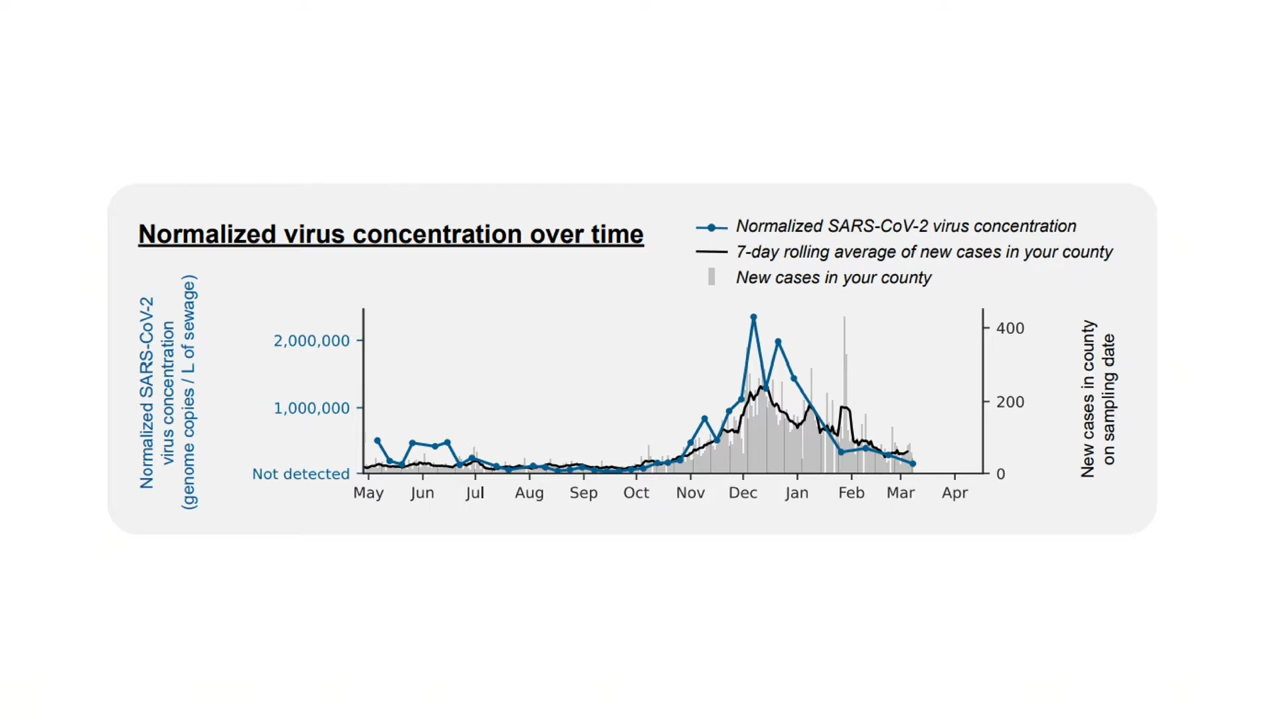 Normalized virus concentration over time
Normalized SARS-CoV-2 virus concentration
7-day rolling average of new cases in your county
New cases in your county
Normalized SARS-CoV-2
virus concentration
(genome copies / L of sewage)
2,000,000
1,000,000
Not detected
400
200
0
New cases in county
on sampling date
May Jun Jul Aug Sep Oct Nov Dec Jan Feb Mar Apr